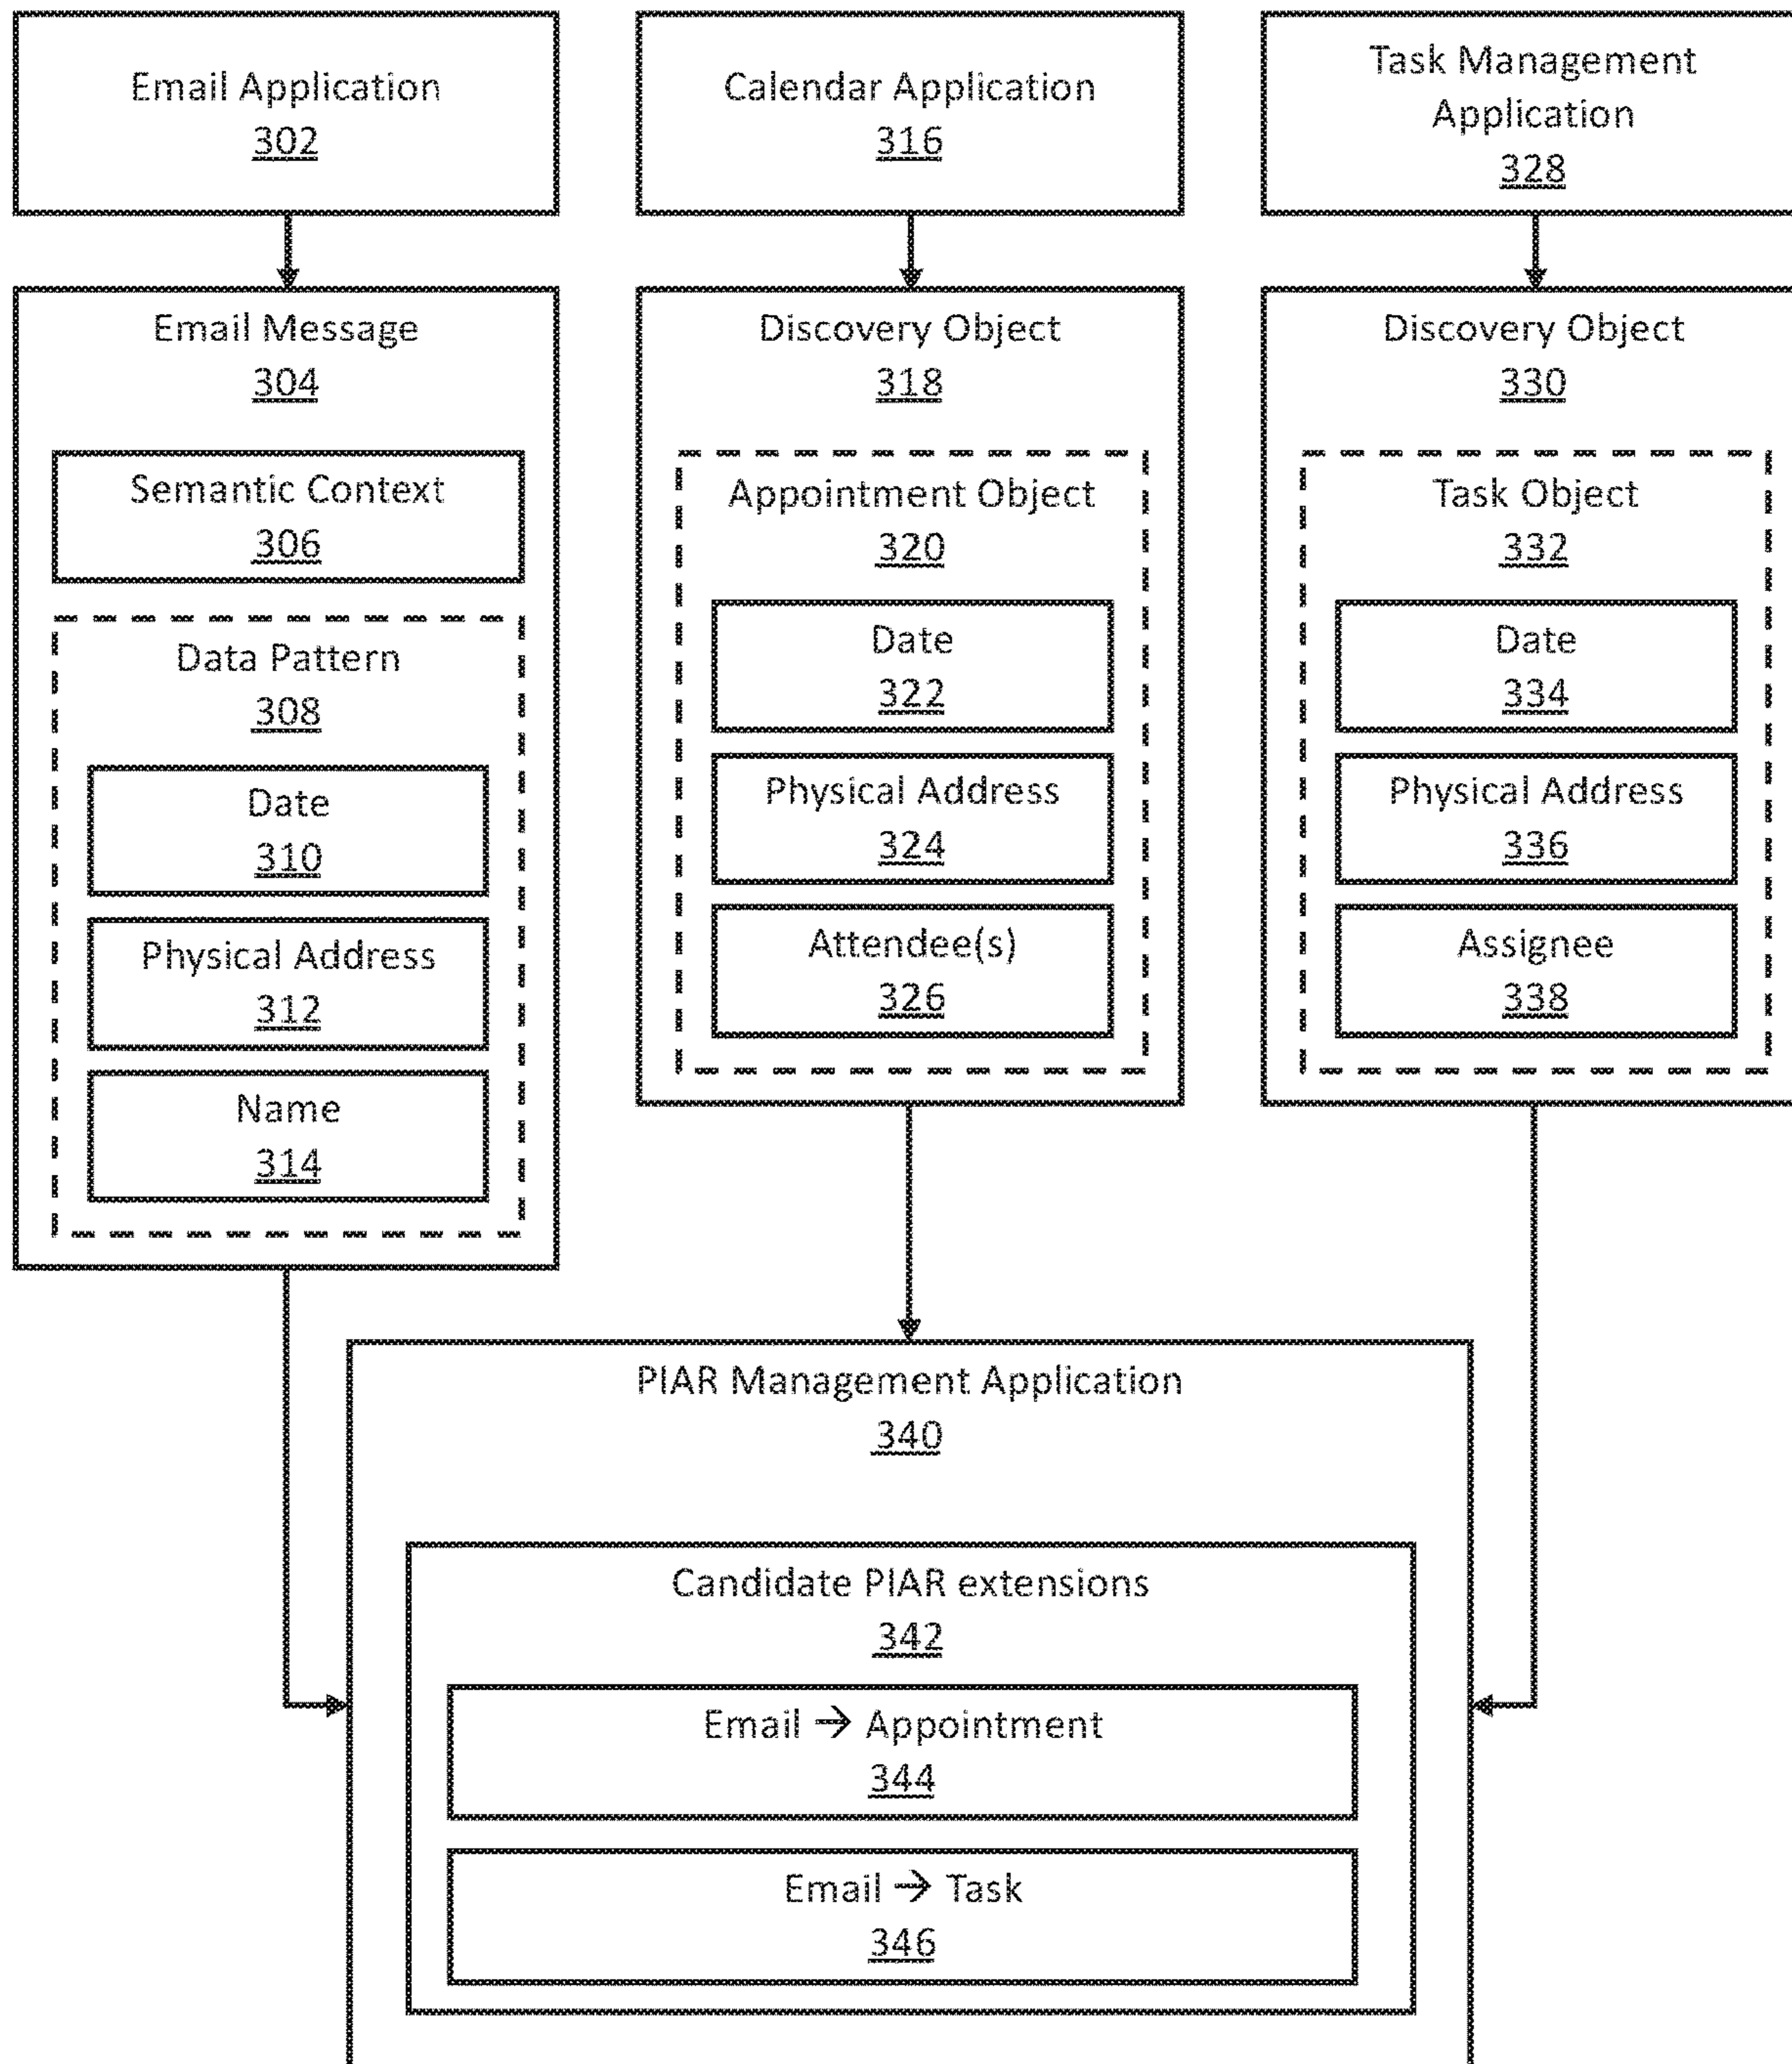 Email Application
302
Calendar Application
316
Task Management
Application
328
Email Message
304
Semantic Context
306
Data Pattern
308
Date
310
Physical Address
312
Name
314
Discovery Object
318
Appointment Object
320
Date
322
Physical Address
324
Attendee(s)
326
Discovery Object
330
Task Object
332
Date
334
Physical Address
336
Assignee
338
PIAR Management Application
340
Candidate PIAR extensions
342
Email → Appointment
344
Email → Task
346